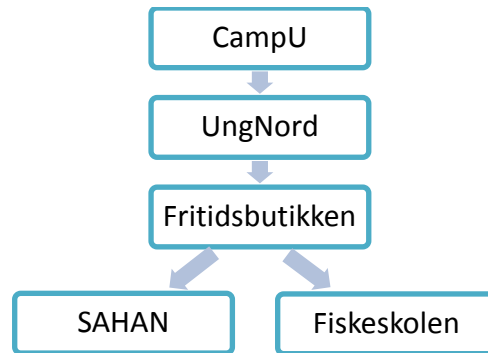 CampU
UngNord
Fritidsbutikken
SAHAN
Fiskeskolen